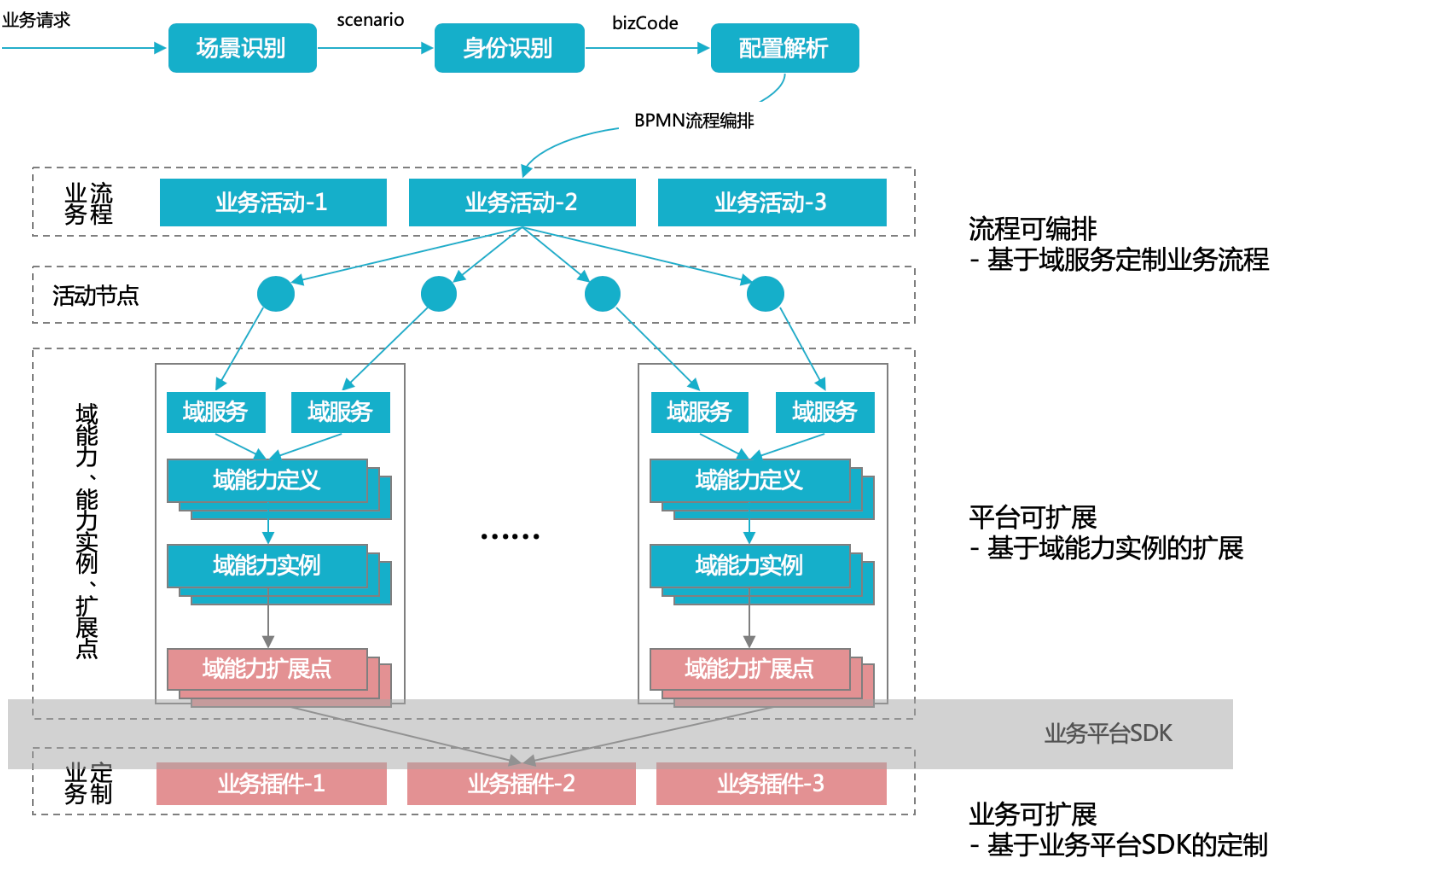 业务请求
场景识别
scenario
身份识别
bizCode
配置解析
BPMN流程编排
业务流程
业务活动-1
业务活动-2
业务活动-3
流程可编排
- 基于域服务定制业务流程
活动节点
域能力、能力实例、扩展点
域服务
域服务
域服务
域服务
域能力定义
域能力定义
域能力实例
域能力实例
······
域能力扩展点
域能力扩展点
平台可扩展
- 基于域能力实例的扩展
业务平台SDK
业务定制
业务插件-1
业务插件-2
业务插件-3
业务可扩展
- 基于业务平台SDK的定制